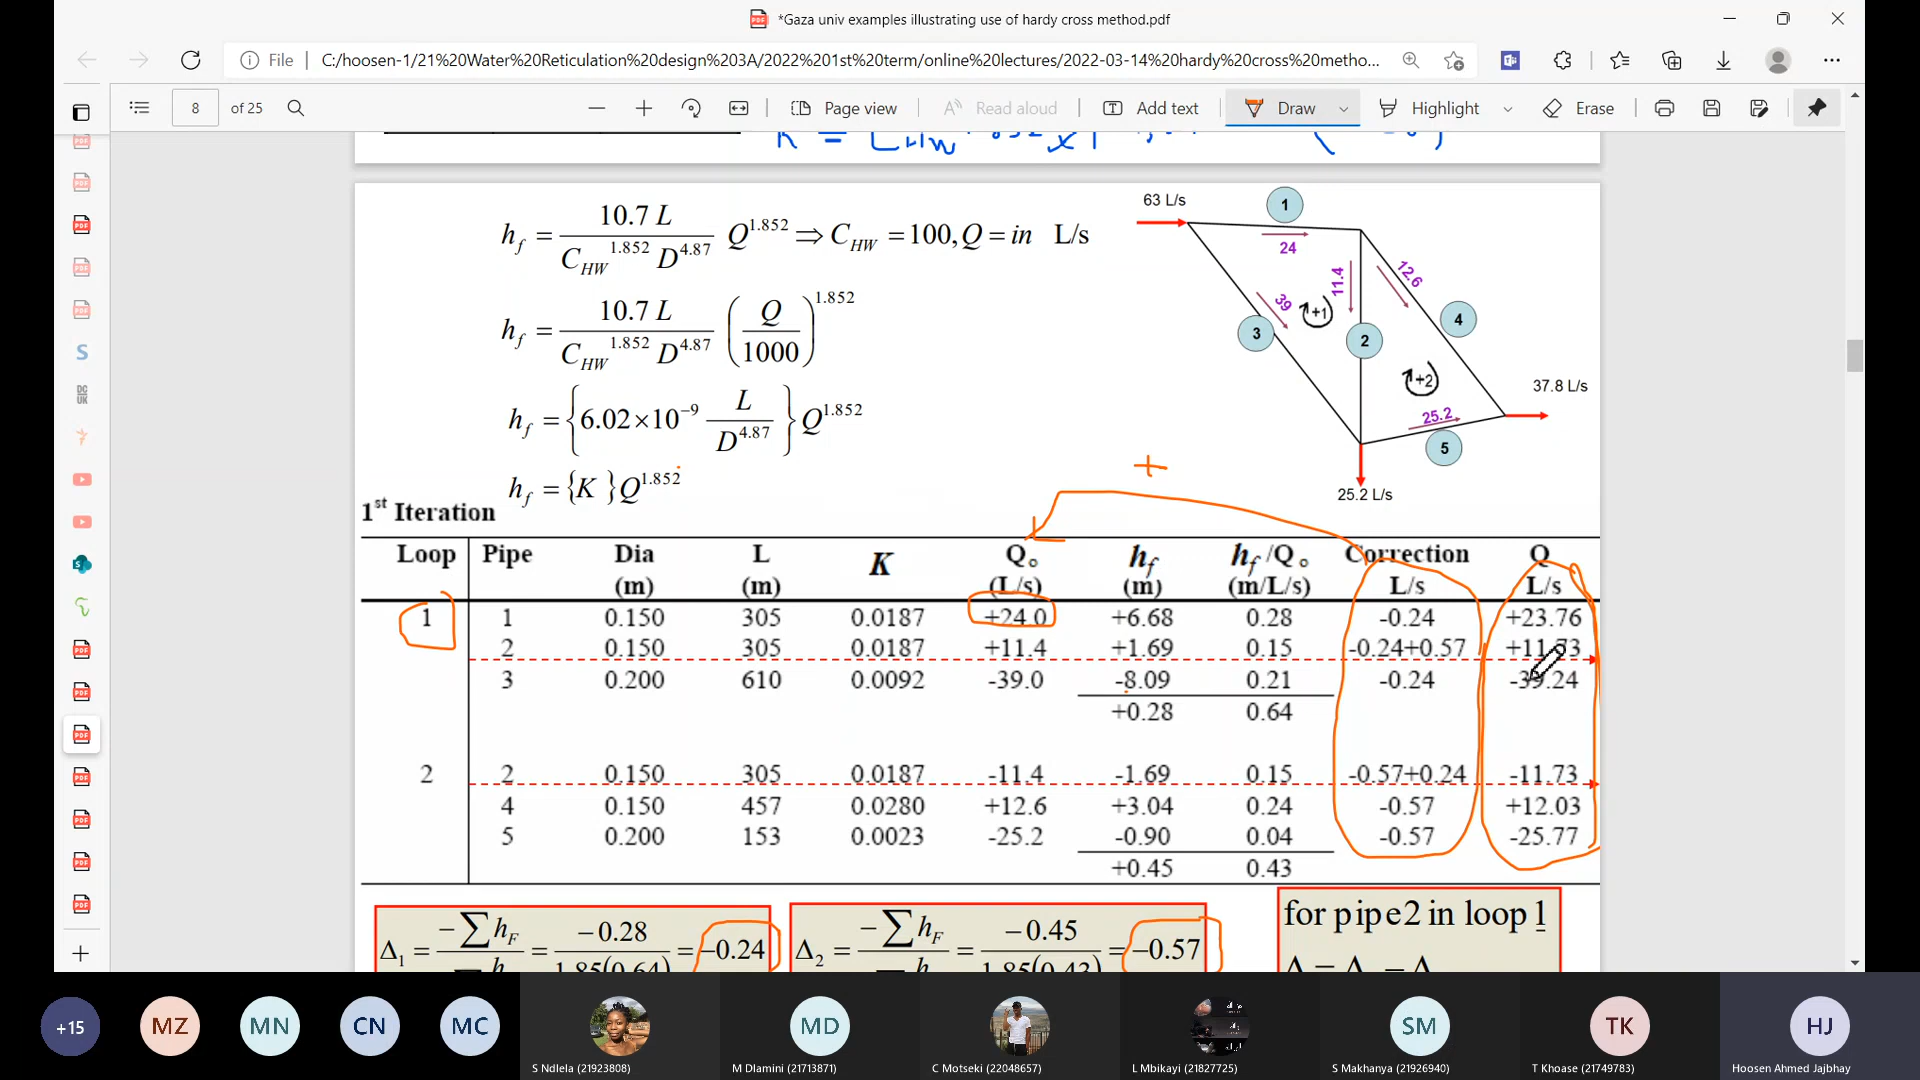 *Gaza univ examples illustrating use of hardy cross method.pdf
File C:/hoosen-1/21%20Water%20Reticulation%20design%203A/2022%201st%20term/online%20lectures/2022-03-14%20hardy%20cross%20metho...
8 of 25 Page view Read aloud Add text Draw Highlight Erase
h_f = 10.7 L / (C_HW^1.852 D^4.87) Q^1.852 ⇒ C_HW = 100, Q = in L/s
h_f = 10.7 L / (C_HW^1.852 D^4.87) (Q / 1000)^1.852
h_f = {6.02×10^-9 L / D^4.87} Q^1.852
h_f = {K} Q^1.852
63 L/s
1
24
11.4
12.6
39
+1
3
2
4
+2
37.8 L/s
25.2
5
25.2 L/s
+
1st Iteration
Loop Pipe Dia (m) L (m) K Q₀ (L/s) h_f (m) h_f/Q₀ (m/L/s) Correction L/s Q L/s
1 1 0.150 305 0.0187 +24.0 +6.68 0.28 -0.24 +23.76
2 0.150 305 0.0187 +11.4 +1.69 0.15 -0.24+0.57 +11.73
3 0.200 610 0.0092 -39.0 -8.09 0.21 -0.24 -39.24
+0.28 0.64
2 2 0.150 305 0.0187 -11.4 -1.69 0.15 -0.57+0.24 -11.73
4 0.150 457 0.0280 +12.6 +3.04 0.24 -0.57 +12.03
5 0.200 153 0.0023 -25.2 -0.90 0.04 -0.57 -25.77
+0.45 0.43
Δ₁ = -∑h_F = -0.28 / 1.85(0.64) = -0.24
Δ₂ = -∑h_F = -0.45 / 1.85(0.43) = -0.57
for pipe 2 in loop 1
+15 MZ MN CN MC MD SM TK HJ
S Ndlela (21923808) M Dlamini (21713871) C Motseki (22048657) L Mbikayi (21827725) S Makhanya (21926940) T Khoase (21749783) Hoosen Ahmed Jajbhay